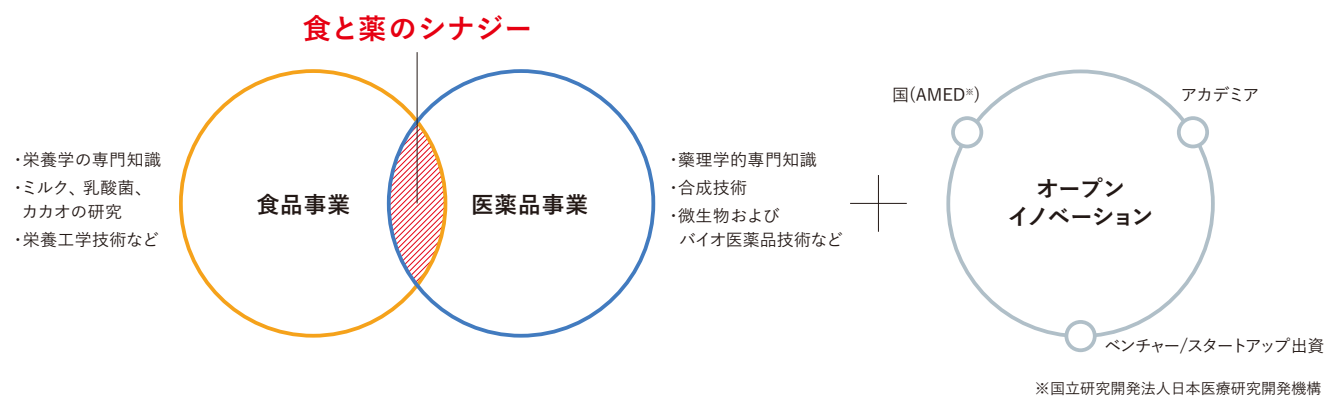 食と薬のシナジー
・栄養学の専門知識
・ミルク、乳酸菌、
カカオの研究
・栄養工学技術など
食品事業
医薬品事業
・藥理学的専門知識
・合成技術
・微生物および
バイオ医薬品技術など
国(AMED※)
アカデミア
オープン
イノベーション
ベンチャー/スタートアップ出資
※国立研究開発法人日本医療研究開発機構